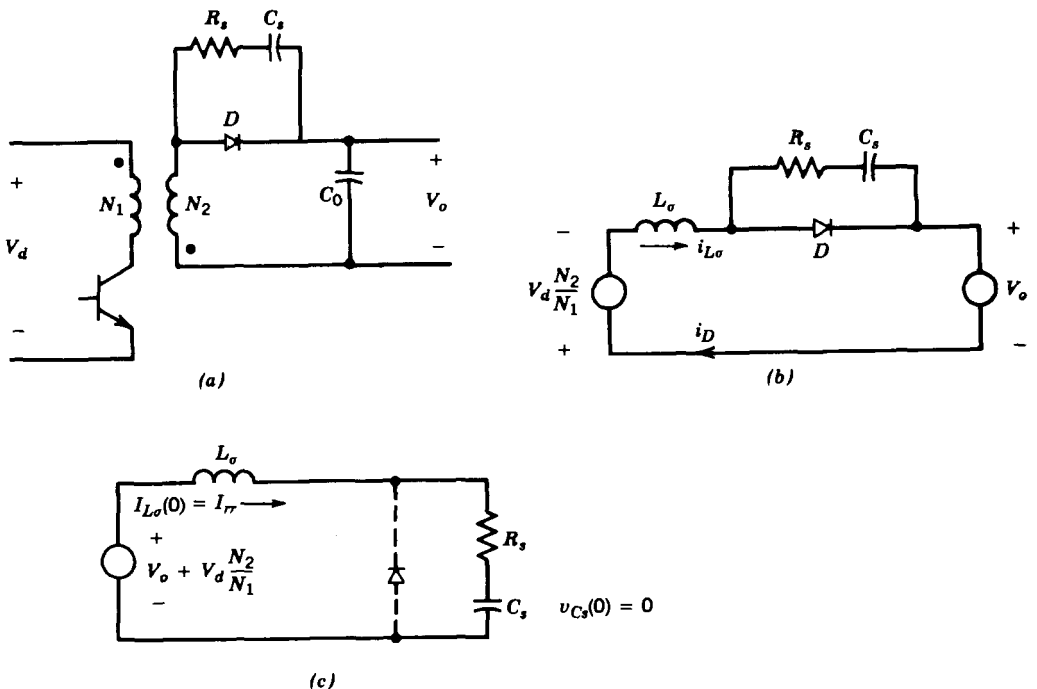 R_s
C_s
D
+
N_1
N_2
C_0
+
V_o
V_d
−
−
(a)
R_s
C_s
L_σ
−
i_Lσ
D
+
V_d N_2/N_1
V_o
+
i_D
−
(b)
L_σ
I_Lσ(0) = I_rr
+
V_o + V_d N_2/N_1
−
R_s
C_s
v_Cs(0) = 0
(c)